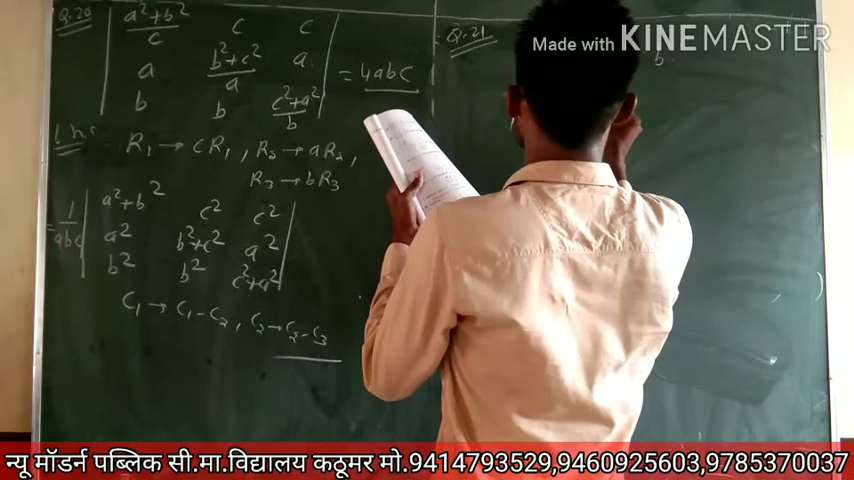 Q.20
a²+b²/c c c
a b²+c²/a a = 4abc
b b c²+a²/b
L.h.s
R₁ → cR₁, R₂ → aR₂,
R₃ → bR₃
= 1/abc
a²+b² c² c²
a² b²+c² a²
b² b² c²+a²
C₁ → C₁-C₂, C₂→C₂-C₃
Q.21
b
Made with KINEMASTER
न्यू मॉडर्न पब्लिक सी.मा.विद्यालय कठूमर मो.9414793529,9460925603,9785370037